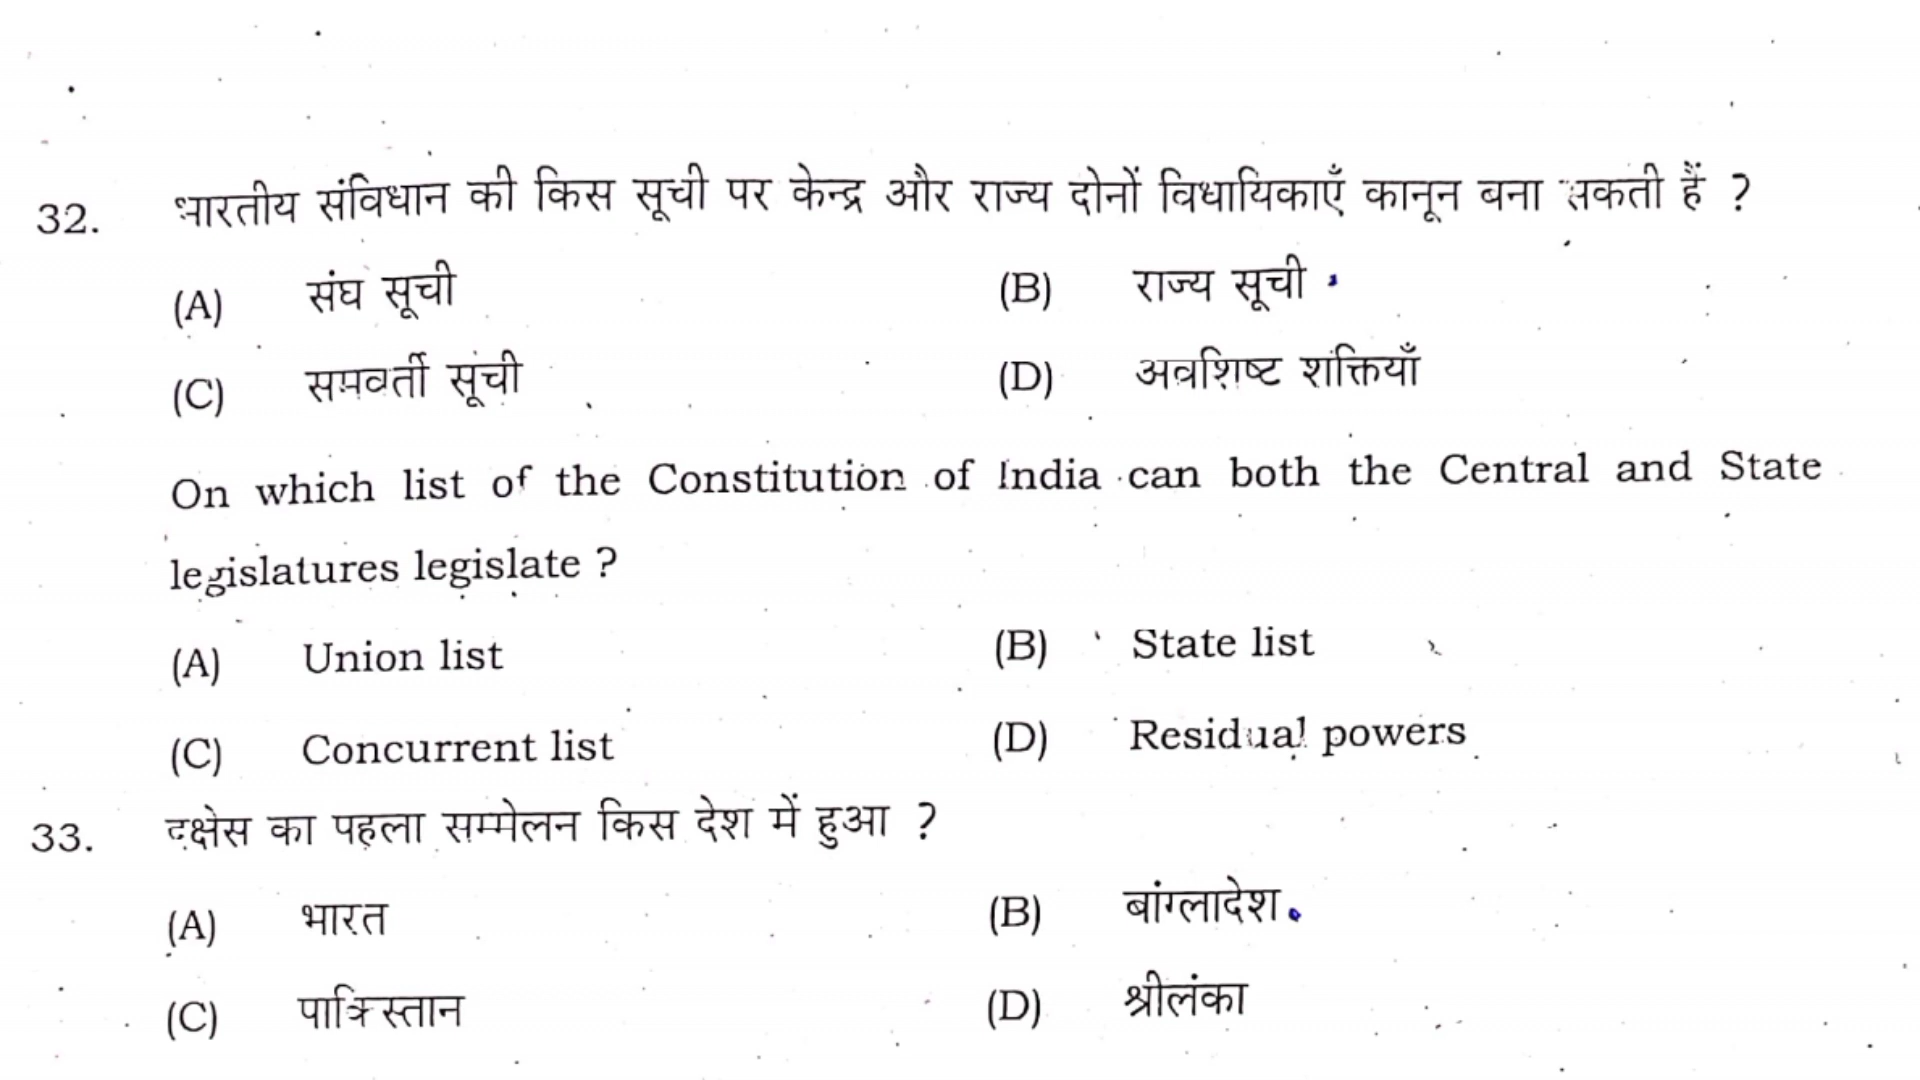 32. भारतीय संविधान की किस सूची पर केन्द्र और राज्य दोनों विधायिकाएँ कानून बना सकती हैं ?
(A) संघ सूची (B) राज्य सूची
(C) समवर्ती सूची (D) अवशिष्ट शक्तियाँ
On which list of the Constitution of India can both the Central and State
legislatures legislate ?
(A) Union list (B) State list
(C) Concurrent list (D) Residual powers
33. दक्षेस का पहला सम्मेलन किस देश में हुआ ?
(A) भारत (B) बांग्लादेश
(C) पाकिस्तान (D) श्रीलंका